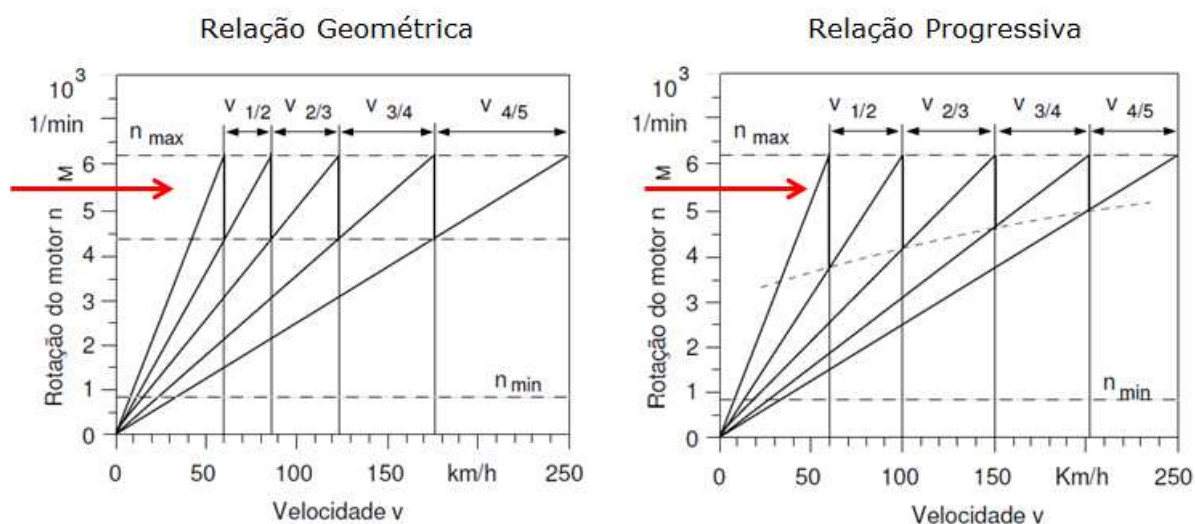 Relação Geométrica
10³
1/min
n max
v 1/2
v 2/3
v 3/4
v 4/5
6
5
4
3
2
1
0
Rotação do motor n M
n min
0
50
100
150
km/h
250
Velocidade v
Relação Progressiva
10³
1/min
n max
v 1/2
v 2/3
v 3/4
v 4/5
6
5
4
3
2
1
0
Rotação do motor n M
n min
0
50
100
150
Km/h
250
Velocidade v